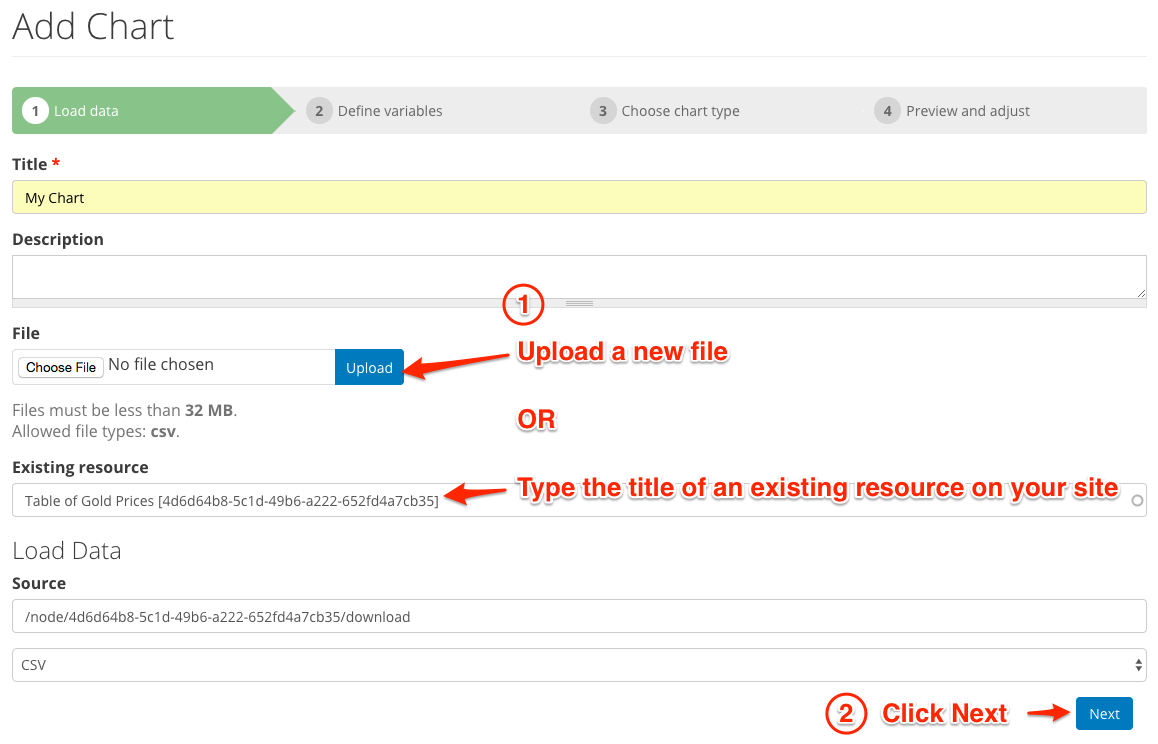 Add Chart
1 Load data 2 Define variables 3 Choose chart type 4 Preview and adjust
Title *
My Chart
Description
1
File
Choose File No file chosen Upload Upload a new file
Files must be less than 32 MB.
OR
Allowed file types: csv.
Existing resource
Table of Gold Prices [4d6d64b8-5c1d-49b6-a222-652fd4a7cb35] Type the title of an existing resource on your site
Load Data
Source
/node/4d6d64b8-5c1d-49b6-a222-652fd4a7cb35/download
CSV
2 Click Next Next